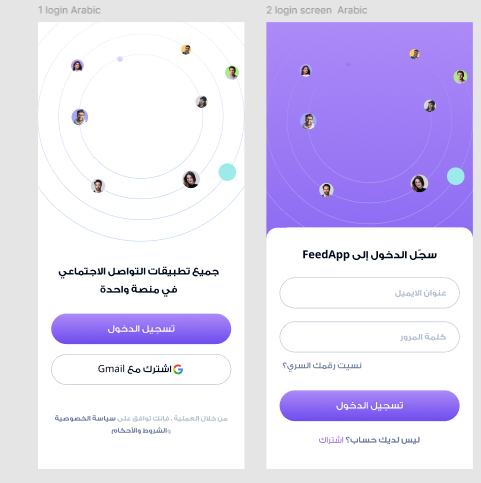 1 login Arabic
جميع تطبيقات التواصل الاجتماعي
في منصة واحدة
تسجيل الدخول
اشترك مع Gmail
من خلال العملية ، فانك توافق على سياسة الخصوصية
والشروط والأحكام
2 login screen Arabic
سجّل الدخول إلى FeedApp
عنوان الايميل
كلمة المرور
نسيت رقمك السري؟
تسجيل الدخول
ليس لديك حساب؟ اشتراك